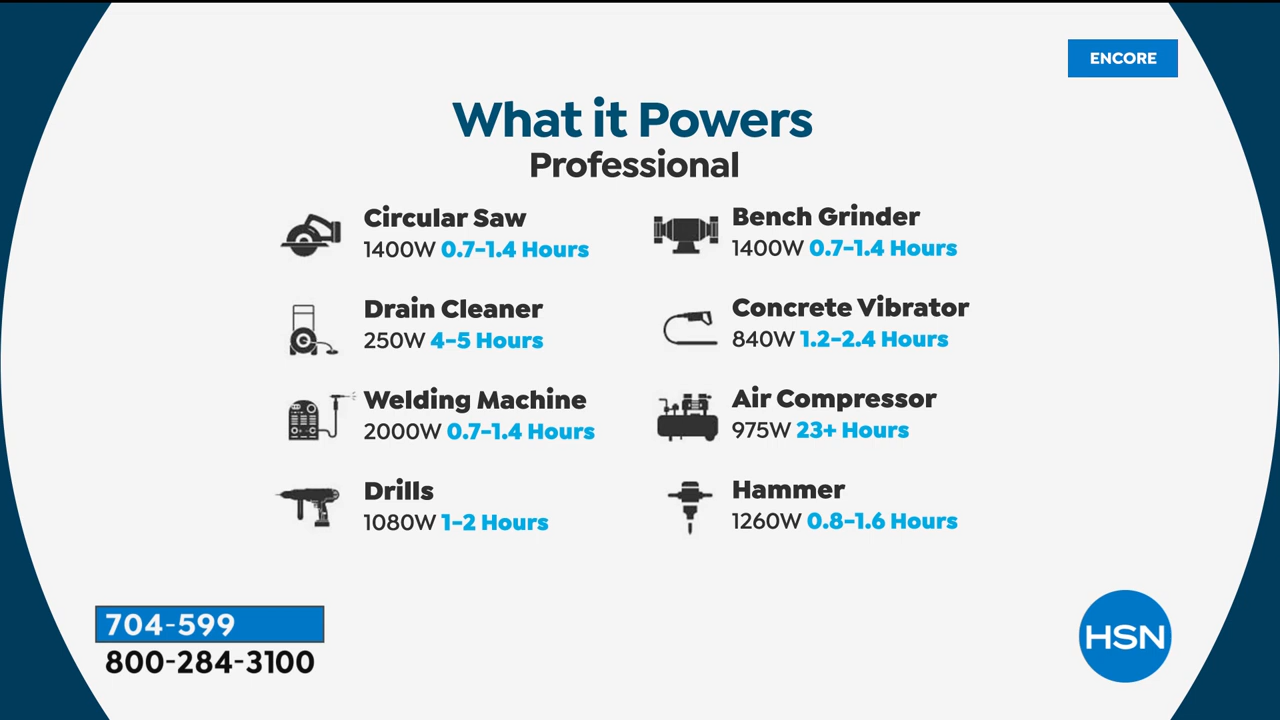 ENCORE
What it Powers
Professional
Circular Saw
1400W 0.7-1.4 Hours
Bench Grinder
1400W 0.7-1.4 Hours
Drain Cleaner
250W 4-5 Hours
Concrete Vibrator
840W 1.2-2.4 Hours
Welding Machine
2000W 0.7-1.4 Hours
Air Compressor
975W 23+ Hours
Drills
1080W 1-2 Hours
Hammer
1260W 0.8-1.6 Hours
704-599
800-284-3100
HSN